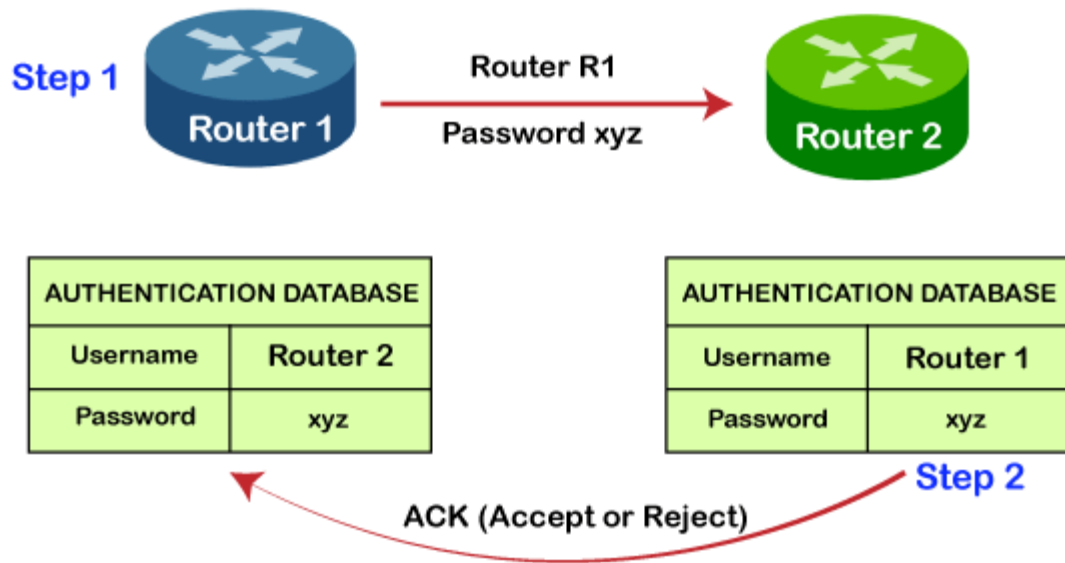 Step 1
Router 1
Router R1
Password xyz
Router 2
AUTHENTICATION DATABASE
Username Router 2
Password xyz
AUTHENTICATION DATABASE
Username Router 1
Password xyz
Step 2
ACK (Accept or Reject)